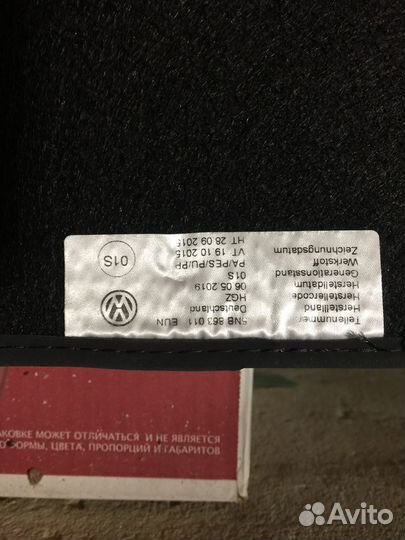 Teilenummer 5NB 863 011 EUN
Herstellland Deutschland
Herstellercode HGZ
Herstelldatum 06.05.2019
Generationsstand 01S
Werkstoff PA/PES/PU/PP
Zeichnungsdatum VT 19.10.2015
HT 28.09.2015
01S
АКОВКЕ МОЖЕТ ОТЛИЧАТЬСЯ И НЕ ЯВЛЯЕТСЯ
ФОРМЫ, ЦВЕТА, ПРОПОРЦИЙ И ГАБАРИТОВ
Avito